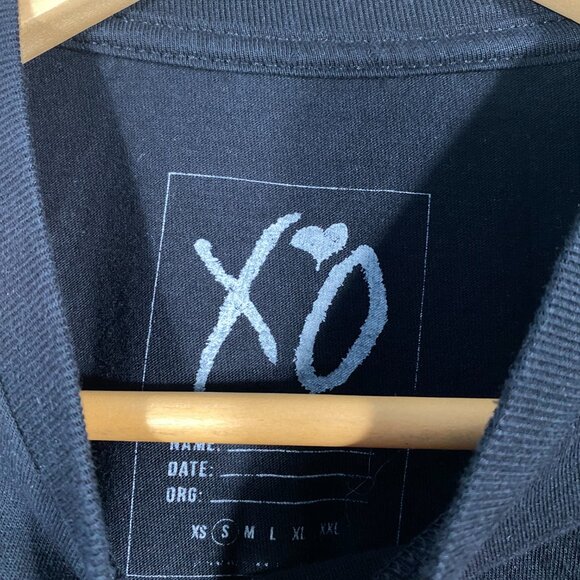 XO
NAME:
DATE:
ORG:
XS S M L XL XXL